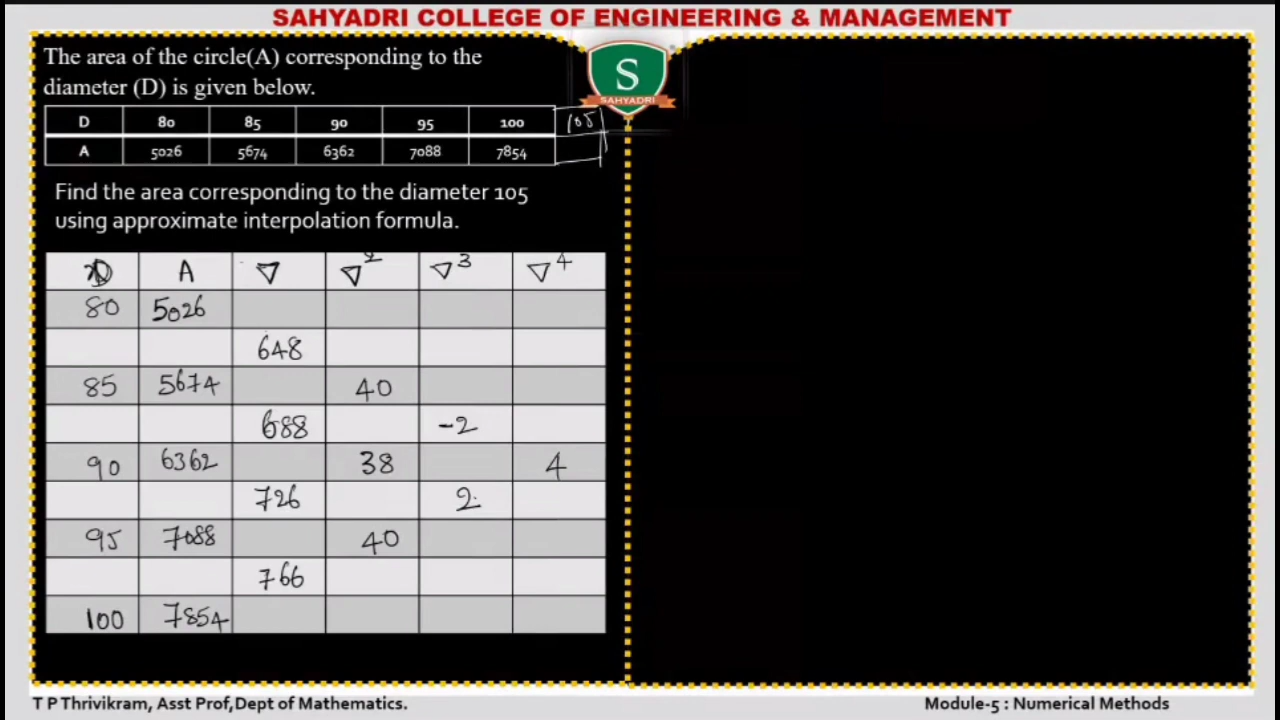 SAHYADRI COLLEGE OF ENGINEERING & MANAGEMENT
The area of the circle(A) corresponding to the
diameter (D) is given below.
S
SAHYADRI
D 80 85 90 95 100 105
A 5026 5674 6362 7088 7854
Find the area corresponding to the diameter 105
using approximate interpolation formula.
D A ▽ ▽² ▽³ ▽⁴
80 5026
648
85 5674 40
688 -2
90 6362 38 4
726 2
95 7088 40
766
100 7854
T P Thrivikram, Asst Prof,Dept of Mathematics.
Module-5 : Numerical Methods